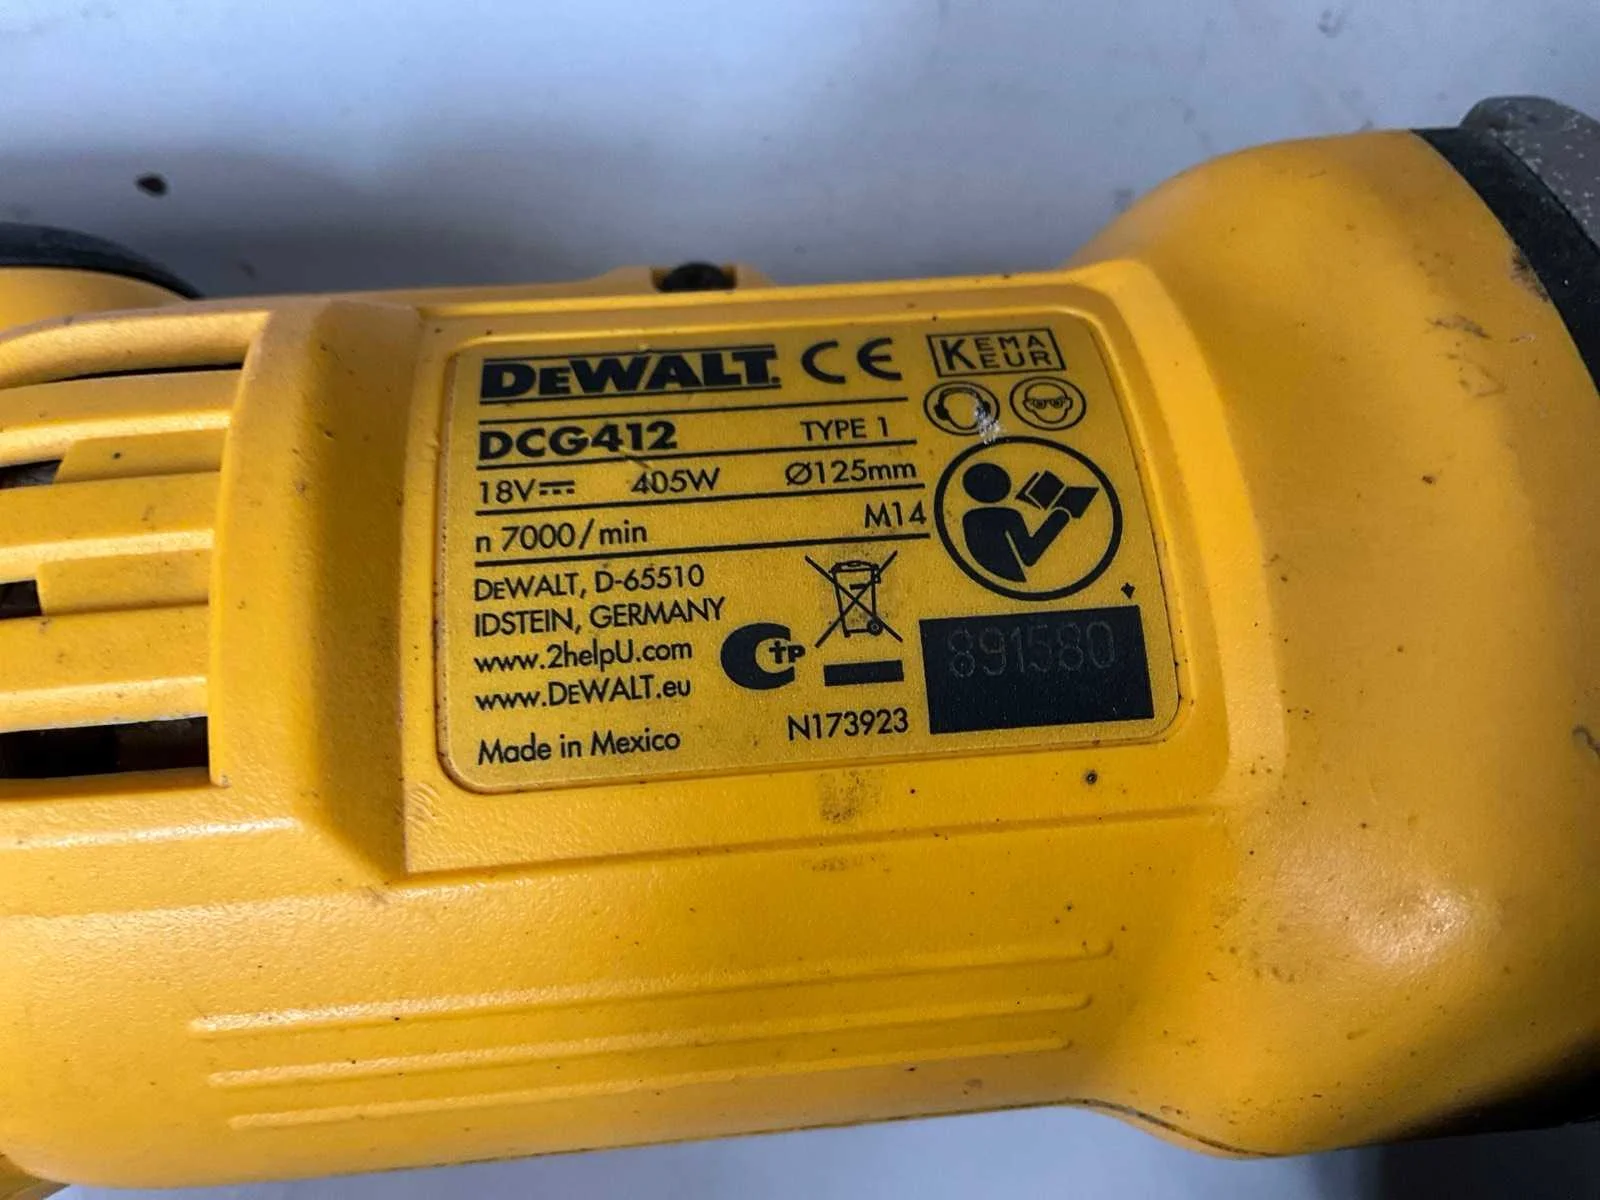 DEWALT. CE
KEMA
KEUR
DCG412 TYPE 1
18V 405W Ø125mm
n 7000/min M14
DEWALT, D-65510
IDSTEIN, GERMANY
www.2helpU.com
www.DEWALT.eu
CTP
Made in Mexico
N173923
891580